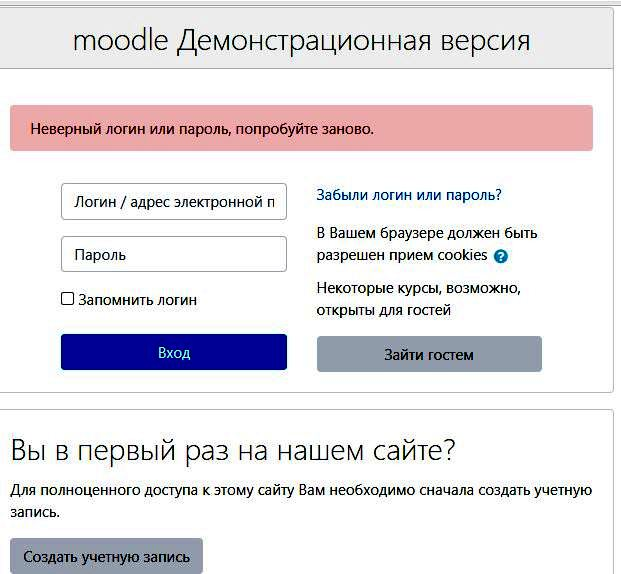 moodle Демонстрационная версия
Неверный логин или пароль, попробуйте заново.
Логин / адрес электронной п
Пароль
Запомнить логин
Вход
Забыли логин или пароль?
В Вашем браузере должен быть
разрешен прием cookies ?
Некоторые курсы, возможно,
открыты для гостей
Зайти гостем
Вы в первый раз на нашем сайте?
Для полноценного доступа к этому сайту Вам необходимо сначала создать учетную
запись.
Создать учетную запись